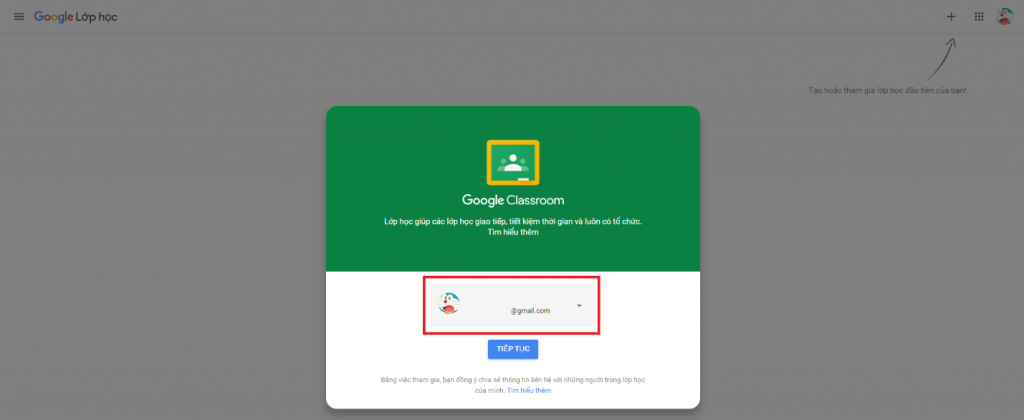 Google Lớp học
Tạo hoặc tham gia lớp học đầu tiên của bạn!
Google Classroom
Lớp học giúp các lớp học giao tiếp, tiết kiệm thời gian và luôn có tổ chức.
Tìm hiểu thêm
@gmail.com
TIẾP TỤC
Bằng việc tham gia, bạn đồng ý chia sẻ thông tin liên hệ với những người trong lớp học
của mình. Tìm hiểu thêm